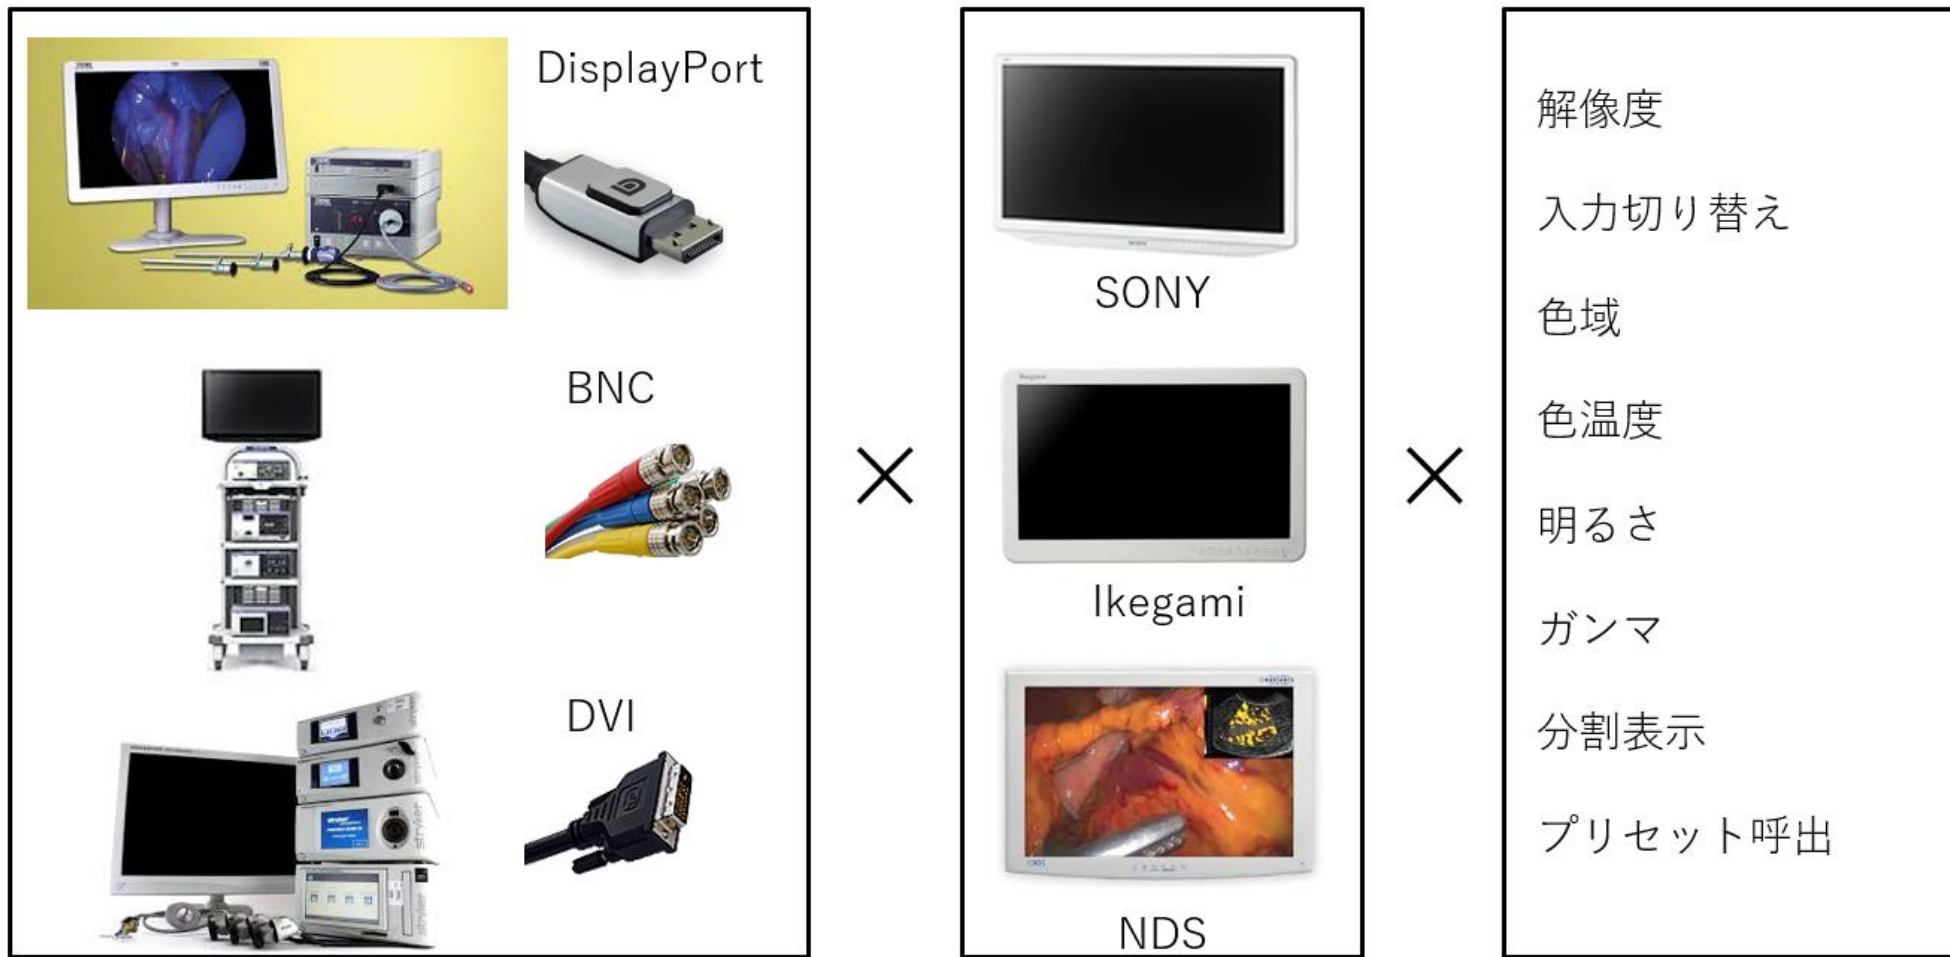 DisplayPort
BNC
DVI
stryker
×
SONY
Ikegami
NDS
×
解像度
入力切り替え
色域
色温度
明るさ
ガンマ
分割表示
プリセット呼出